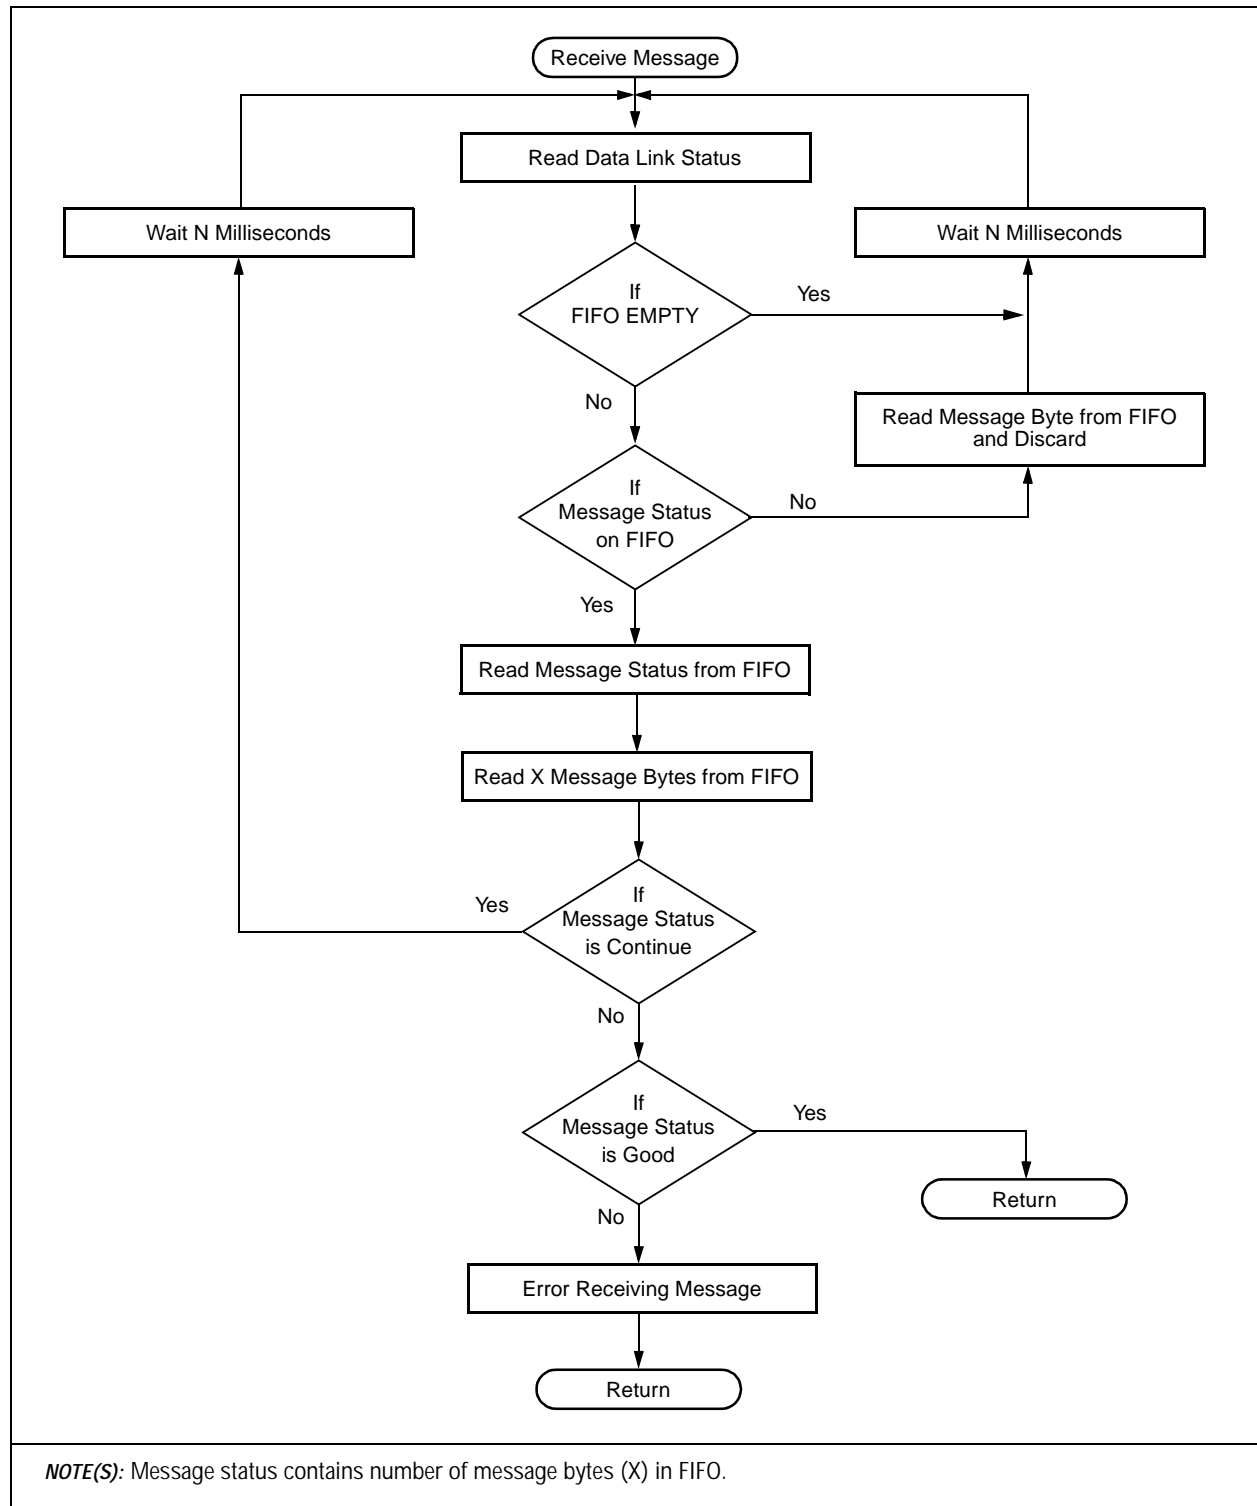 Receive Message
Read Data Link Status
Wait N Milliseconds
Wait N Milliseconds
If
FIFO EMPTY
Yes
No
Read Message Byte from FIFO
and Discard
If
Message Status
on FIFO
No
Yes
Read Message Status from FIFO
Read X Message Bytes from FIFO
Yes
If
Message Status
is Continue
No
If
Message Status
is Good
Yes
Return
No
Error Receiving Message
Return
NOTE(S): Message status contains number of message bytes (X) in FIFO.